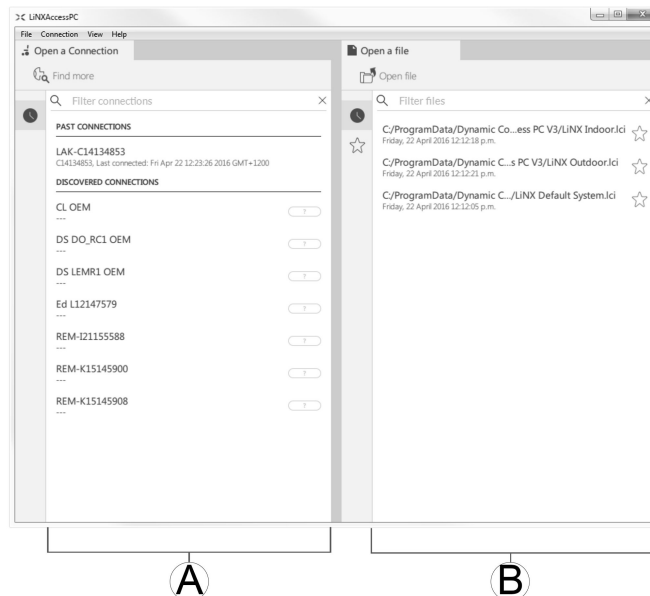 LiNXAccessPC
File Connection View Help
Open a Connection
Find more
Filter connections
PAST CONNECTIONS
LAK-C14134853
C14134853, Last connected: Fri Apr 22 12:23:26 2016 GMT+1200
DISCOVERED CONNECTIONS
CL OEM
---
?
DS DO_RC1 OEM
---
?
DS LEMR1 OEM
---
?
Ed L12147579
---
?
REM-I21155588
---
?
REM-K15145900
---
?
REM-K15145908
---
?
Open a file
Open file
Filter files
C:/ProgramData/Dynamic Co...ess PC V3/LiNX Indoor.lci
Friday, 22 April 2016 12:12:18 p.m.
C:/ProgramData/Dynamic C...s PC V3/LiNX Outdoor.lci
Friday, 22 April 2016 12:12:21 p.m.
C:/ProgramData/Dynamic C.../LiNX Default System.lci
Friday, 22 April 2016 12:12:05 p.m.
A
B